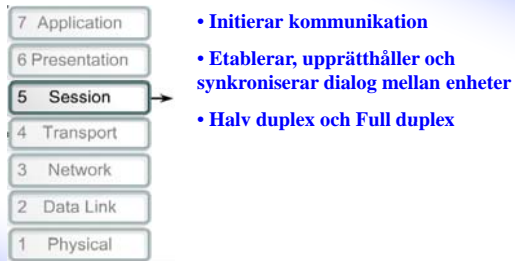 7 Application
6 Presentation
5 Session
4 Transport
3 Network
2 Data Link
1 Physical
• Initierar kommunikation
• Etablerar, upprätthåller och
synkroniserar dialog mellan enheter
• Halv duplex och Full duplex